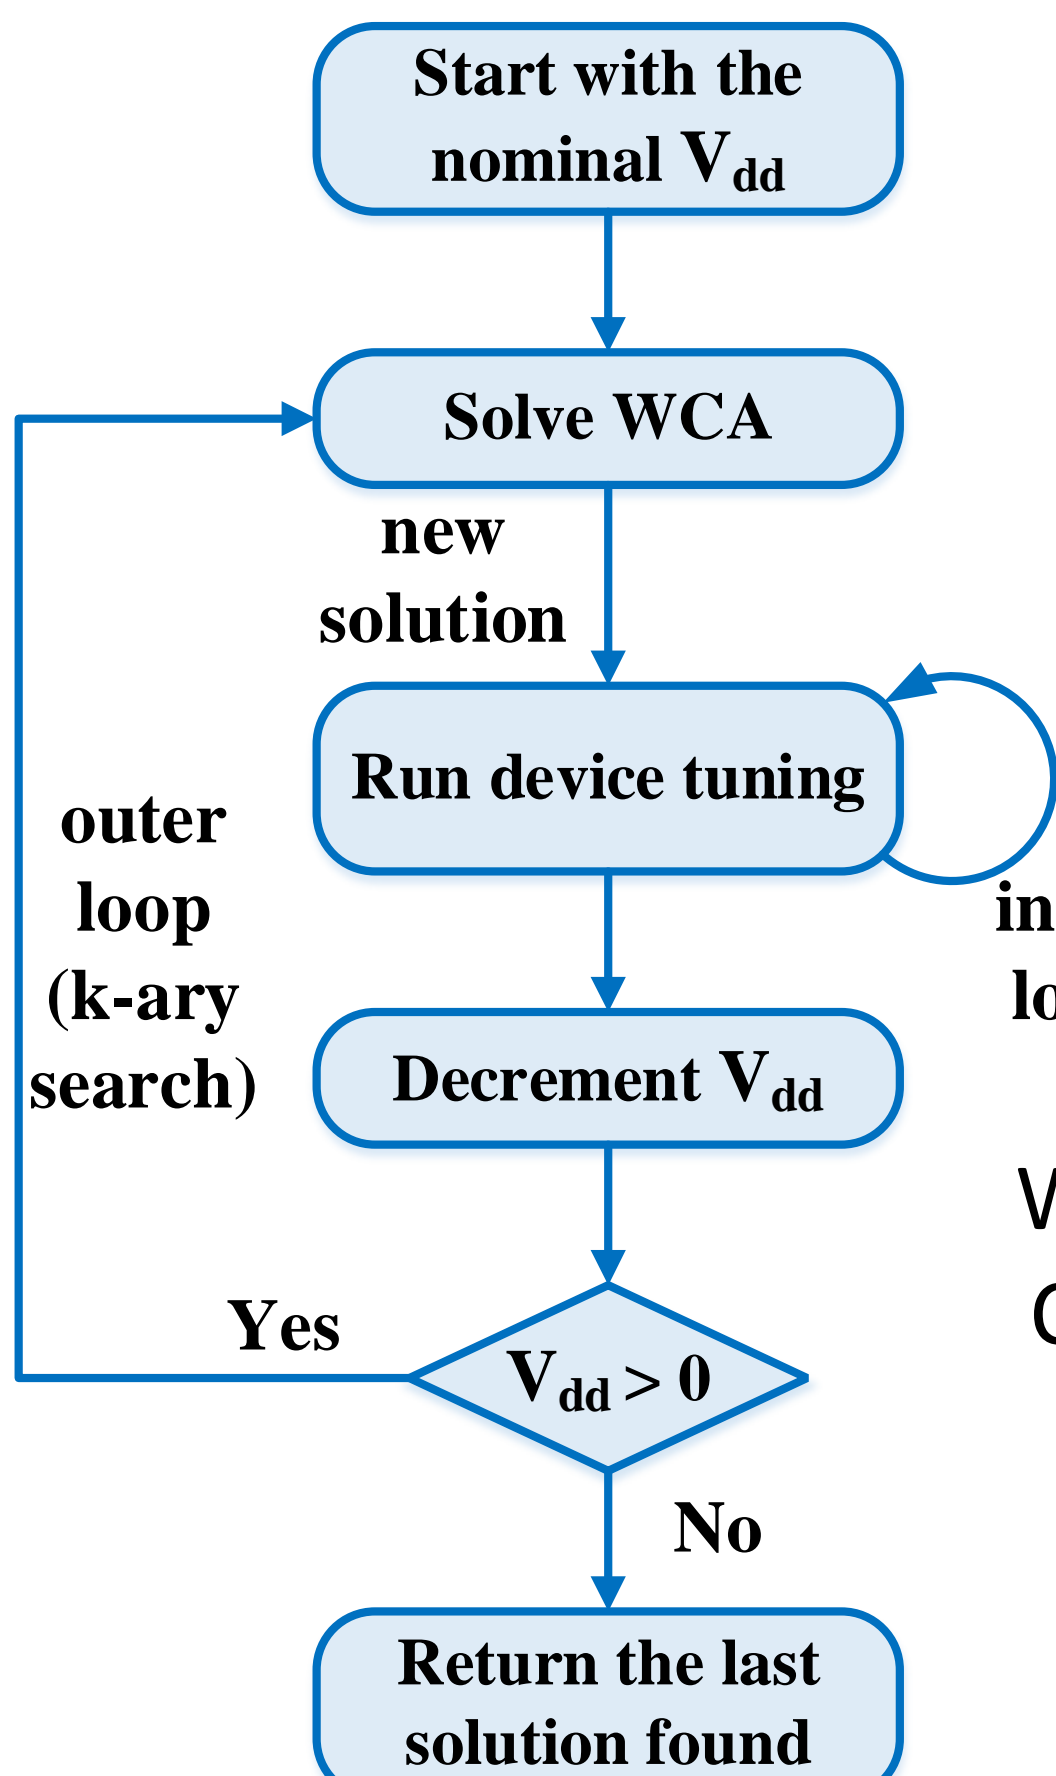 Start with the
nominal Vdd
Solve WCA
new
solution
Run device tuning
outer
loop
(k-ary
search)
Decrement Vdd
Yes
Vdd > 0
No
Return the last
solution found